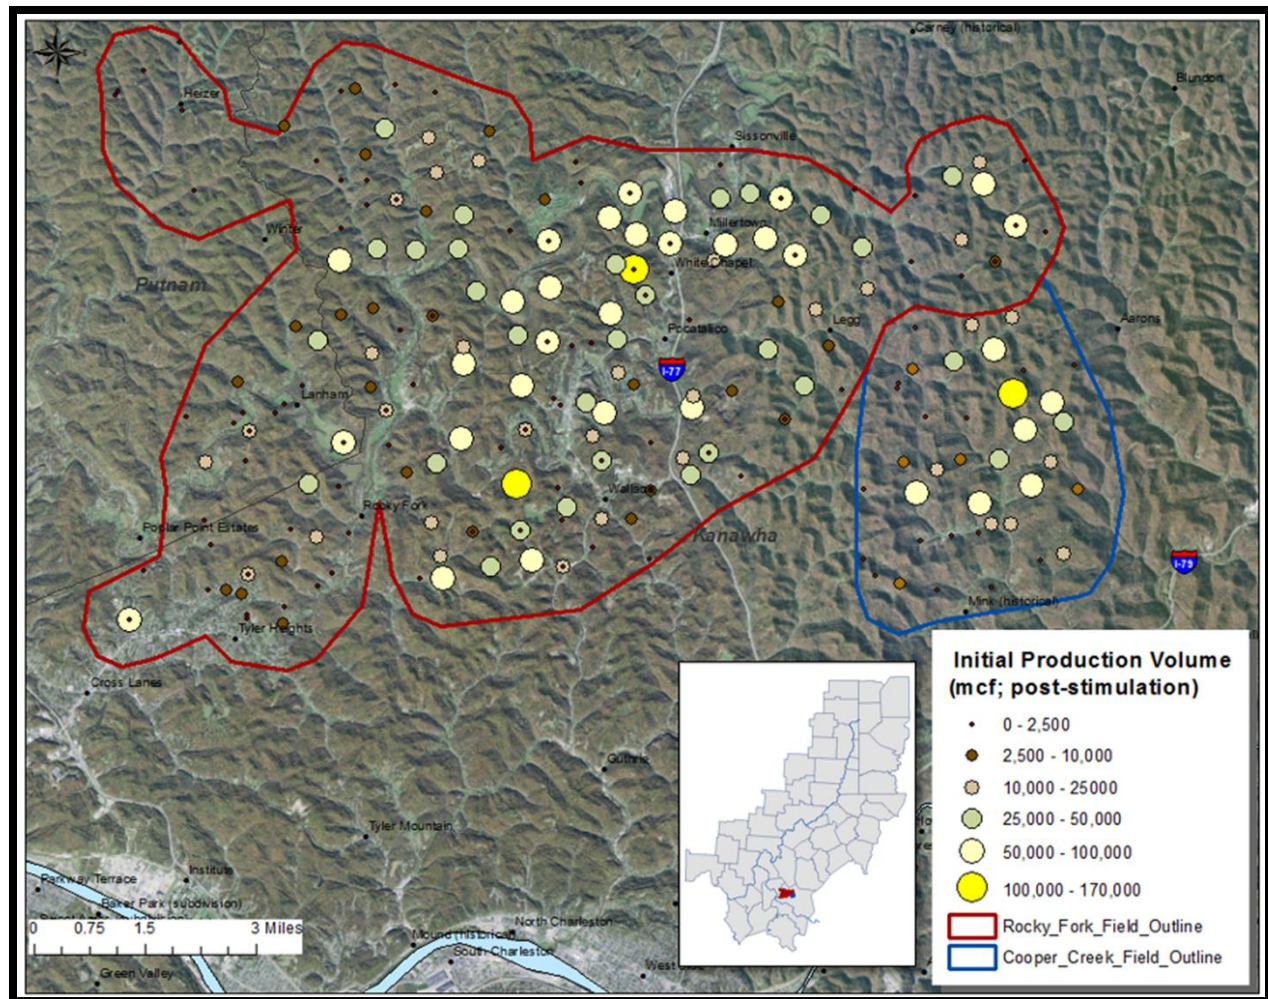 Carney (historical)
Blundon
Heizer
Sissonville
Winter
Millertown
White Chapel
Putnam
Pocatalico
Legg
Aarons
I-77
Lanham
Wallace
Rocky Fork
Poplar Point Estates
Kanawha
I-79
Mink (historical)
Tyler Heights
Cross Lanes
Initial Production Volume
(mcf; post-stimulation)
0 - 2,500
2,500 - 10,000
10,000 - 25000
25,000 - 50,000
50,000 - 100,000
100,000 - 170,000
Rocky_Fork_Field_Outline
Cooper_Creek_Field_Outline
Guthrie
Tyler Mountain
Institute
Parkway Terrace
Baker Park (subdivision)
North Charleston
Mound (historical)
South Charleston
0 0.75 1.5 3 Miles
Green Valley
West